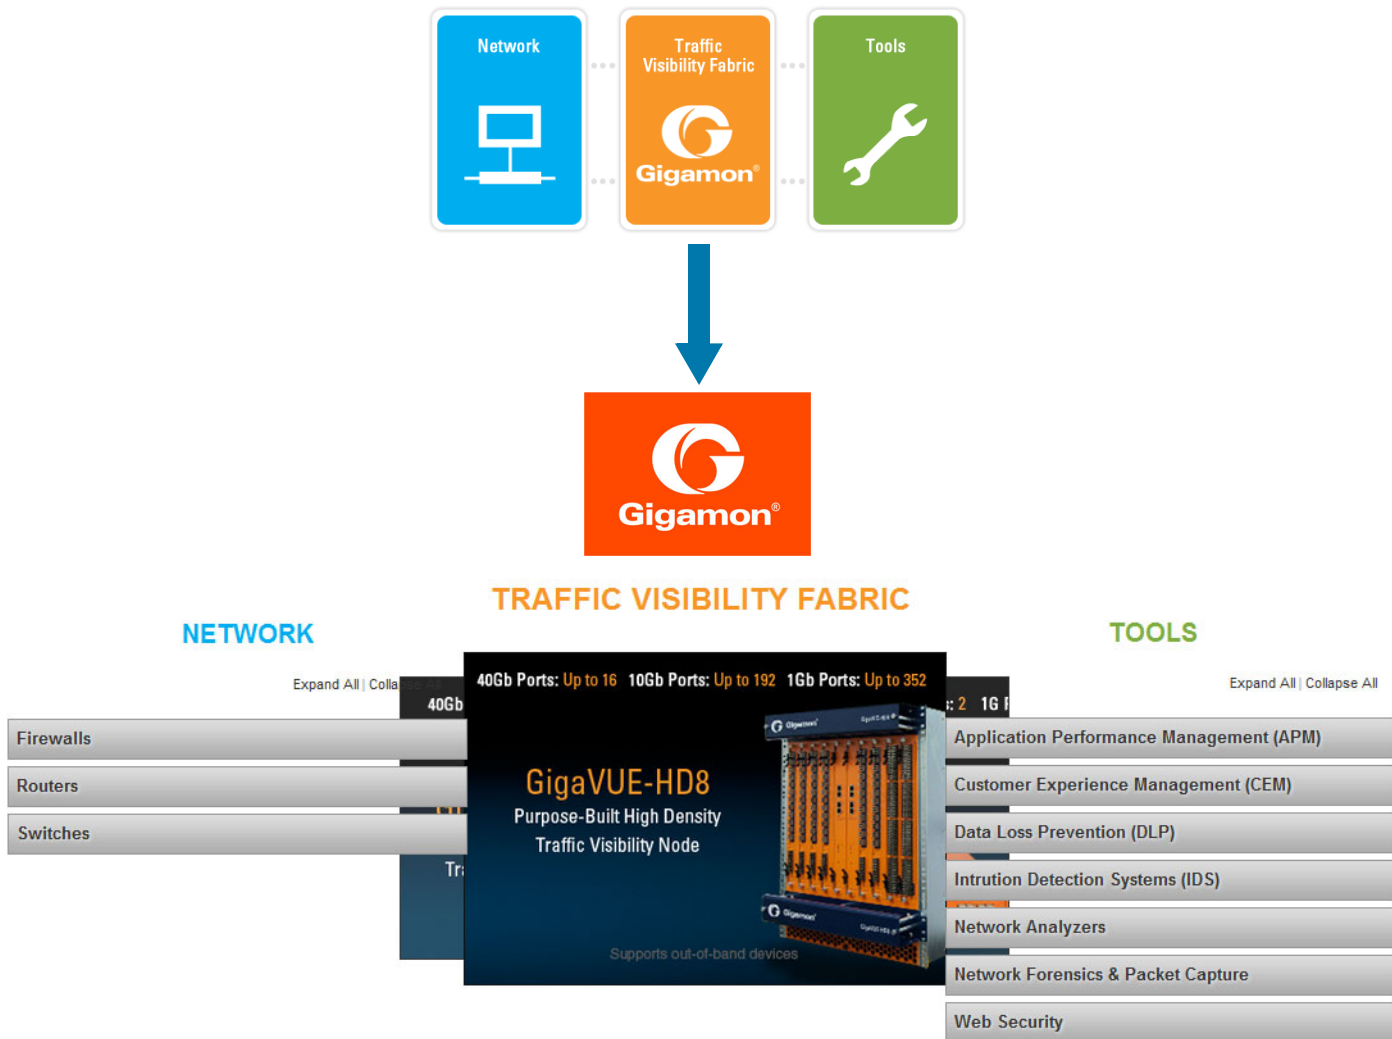 Network
Traffic
Visibility Fabric
Gigamon®
Tools
Gigamon®
TRAFFIC VISIBILITY FABRIC
NETWORK
TOOLS
Expand All | Colla
Expand All | Collapse All
40Gb Ports: Up to 16 10Gb Ports: Up to 192 1Gb Ports: Up to 352
40Gb
: 2 1G
Firewalls
Routers
Switches
GigaVUE-HD8
Purpose-Built High Density
Traffic Visibility Node
Gigamon
Gigamon
Supports out-of-band devices
Application Performance Management (APM)
Customer Experience Management (CEM)
Data Loss Prevention (DLP)
Intrution Detection Systems (IDS)
Network Analyzers
Network Forensics & Packet Capture
Web Security